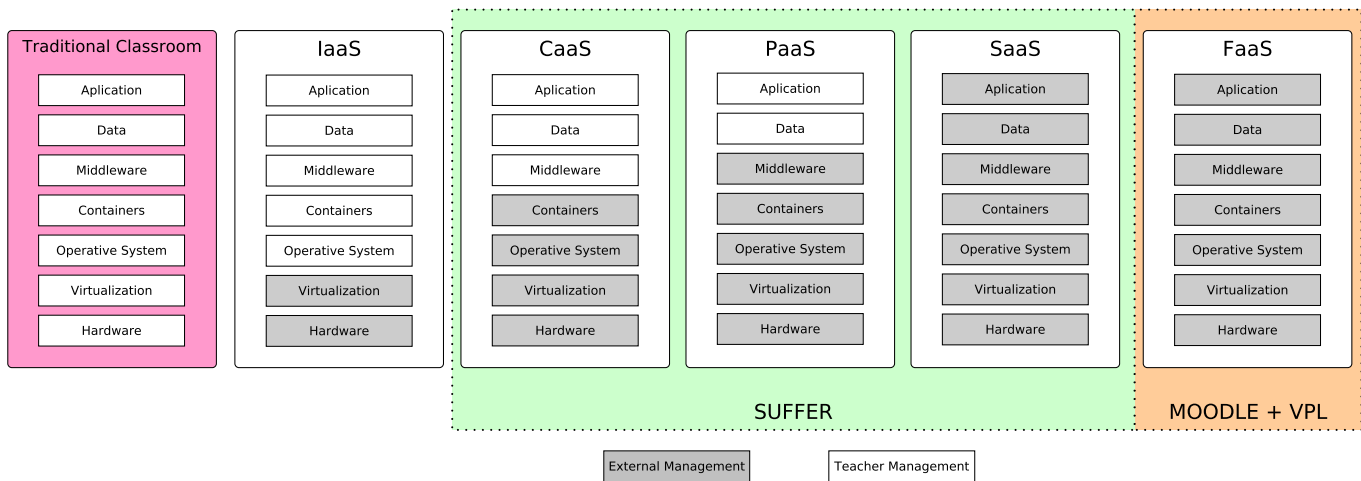 Traditional Classroom
Aplication
Data
Middleware
Containers
Operative System
Virtualization
Hardware
IaaS
Aplication
Data
Middleware
Containers
Operative System
Virtualization
Hardware
CaaS
Aplication
Data
Middleware
Containers
Operative System
Virtualization
Hardware
PaaS
Aplication
Data
Middleware
Containers
Operative System
Virtualization
Hardware
SaaS
Aplication
Data
Middleware
Containers
Operative System
Virtualization
Hardware
FaaS
Aplication
Data
Middleware
Containers
Operative System
Virtualization
Hardware
SUFFER
MOODLE + VPL
External Management
Teacher Management